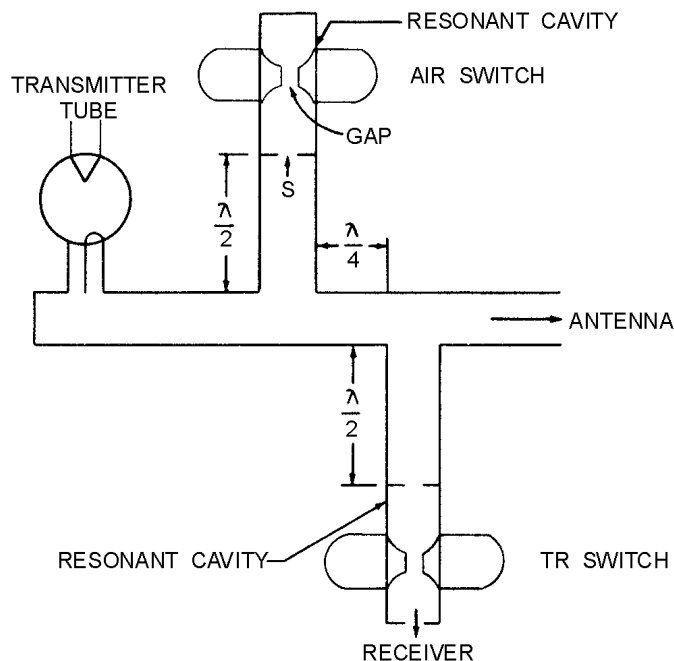 RESONANT CAVITY
AIR SWITCH
TRANSMITTER
TUBE
GAP
S
λ
2
λ
4
ANTENNA
λ
2
RESONANT CAVITY
TR SWITCH
RECEIVER